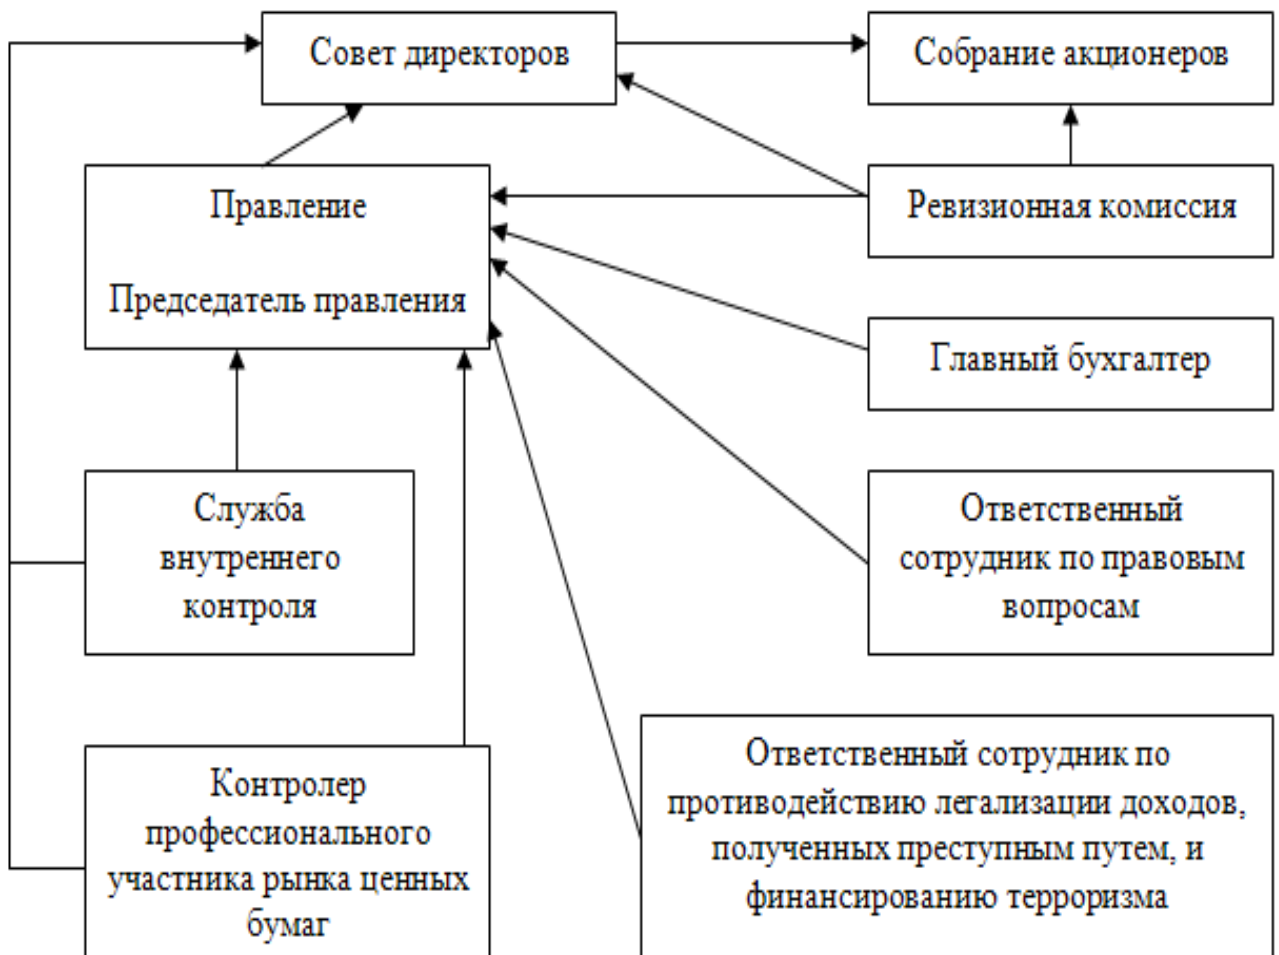 Совет директоров
Собрание акционеров
Правление
Председатель правления
Ревизионная комиссия
Главный бухгалтер
Служба
внутреннего
контроля
Ответственный
сотрудник по правовым
вопросам
Контролер
профессионального
участника рынка ценных
бумаг
Ответственный сотрудник по
противодействию легализации доходов,
полученных преступным путем, и
финансированию терроризма